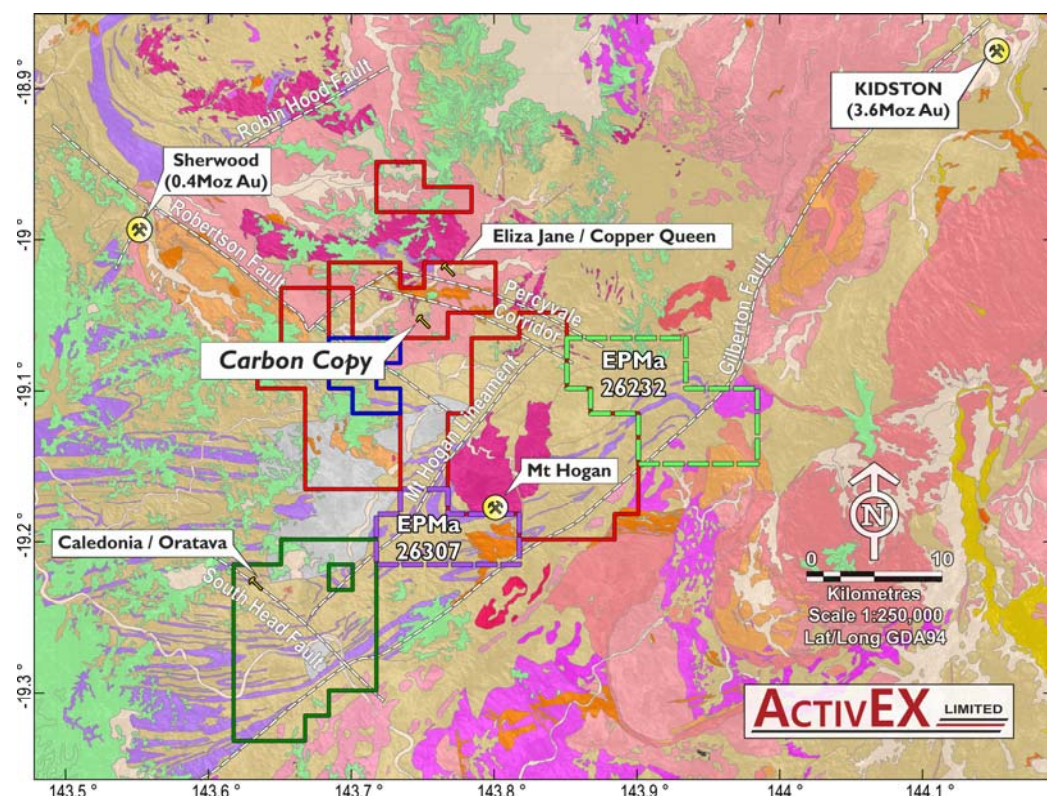 -18.9°
-19°
-19.1°
-19.2°
-19.3°
Robin Hood Fault
KIDSTON
(3.6Moz Au)
Sherwood
(0.4Moz Au)
Robertson Fault
Eliza Jane / Copper Queen
Percyvale
Corridor
Gilberton Fault
Carbon Copy
EPMa
26232
Mt Hogan Lineament
Mt Hogan
EPMa
26307
Caledonia / Oratava
South Head Fault
N
0 10
Kilometres
Scale 1:250,000
Lat/Long GDA94
ACTIVEX LIMITED
143.5° 143.6° 143.7° 143.8° 143.9° 144° 144.1°